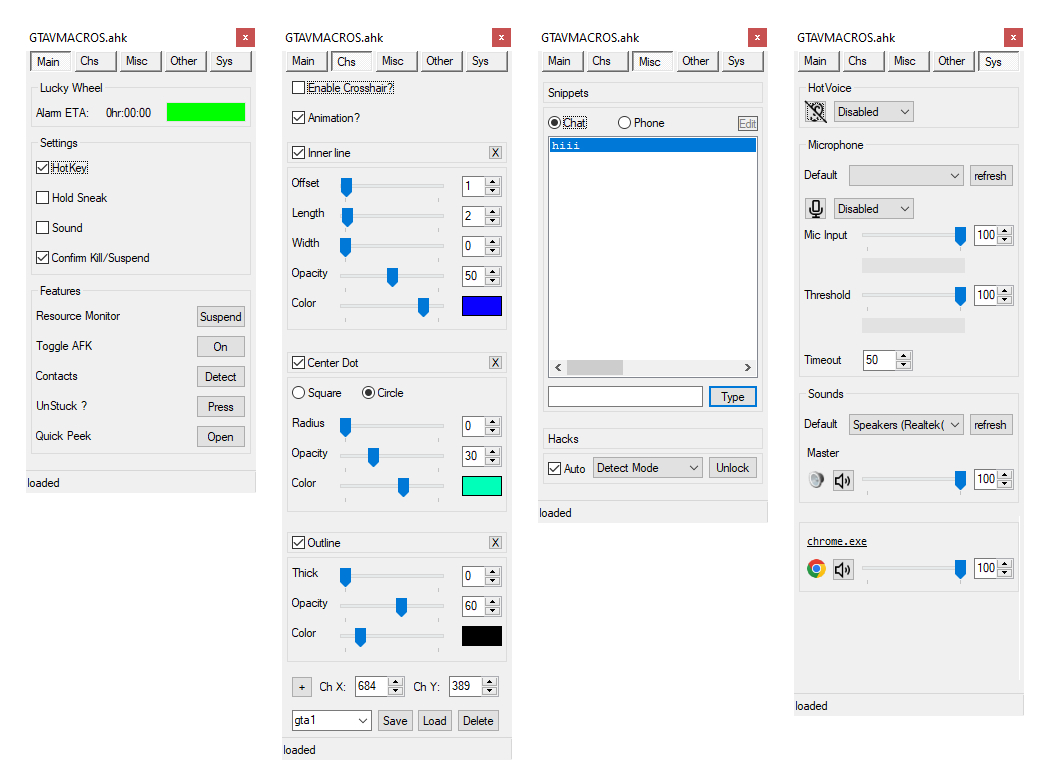 GTAVMACROS.ahk x
Main Chs Misc Other Sys
Lucky Wheel
Alarm ETA: 0hr:00:00
Settings
HotKey
Hold Sneak
Sound
Confirm Kill/Suspend
Features
Resource Monitor Suspend
Toggle AFK On
Contacts Detect
UnStuck ? Press
Quick Peek Open
loaded
GTAVMACROS.ahk x
Main Chs Misc Other Sys
Enable Crosshair?
Animation?
Inner line X
Offset 1
Length 2
Width 0
Opacity 50
Color
Center Dot X
Square Circle
Radius 0
Opacity 30
Color
Outline X
Thick 0
Opacity 60
Color
+ Ch X: 684 Ch Y: 389
gta1 Save Load Delete
loaded
GTAVMACROS.ahk x
Main Chs Misc Other Sys
Snippets
Chat Phone Edit
hiii
Type
Hacks
Auto Detect Mode Unlock
loaded
GTAVMACROS.ahk x
Main Chs Misc Other Sys
HotVoice
Disabled
Microphone
Default refresh
Disabled
Mic Input 100
Threshold 100
Timeout 50
Sounds
Default Speakers (Realtek( refresh
Master
100
chrome.exe
100
loaded